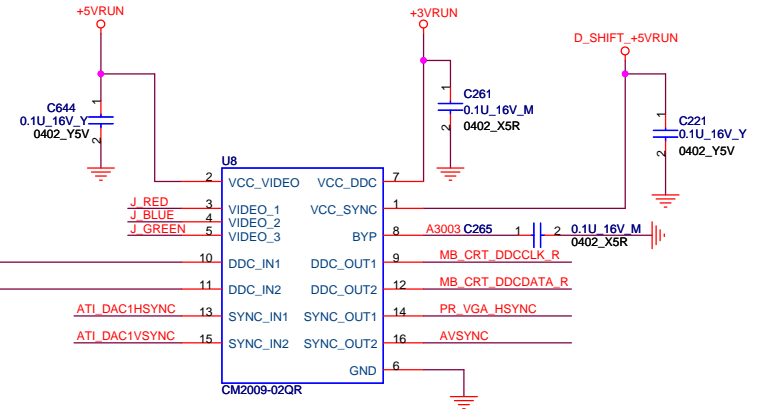 +5VRUN
+3VRUN
D_SHIFT_+5VRUN
1
C644
0.1U_16V_Y
0402_Y5V
2
1
C261
0.1U_16V_M
0402_X5R
2
1
C221
0.1U_16V_Y
0402_Y5V
2
U8
2 VCC_VIDEO VCC_DDC 7
J_RED 3 VIDEO_1 VCC_SYNC 1
J_BLUE 4 VIDEO_2
J_GREEN 5 VIDEO_3 BYP 8 A3003 C265 1 2 0.1U_16V_M
0402_X5R
10 DDC_IN1 DDC_OUT1 9 MB_CRT_DDCCLK_R
11 DDC_IN2 DDC_OUT2 12 MB_CRT_DDCDATA_R
ATI_DAC1HSYNC 13 SYNC_IN1 SYNC_OUT1 14 PR_VGA_HSYNC
ATI_DAC1VSYNC 15 SYNC_IN2 SYNC_OUT2 16 AVSYNC
GND 6
CM2009-02QR